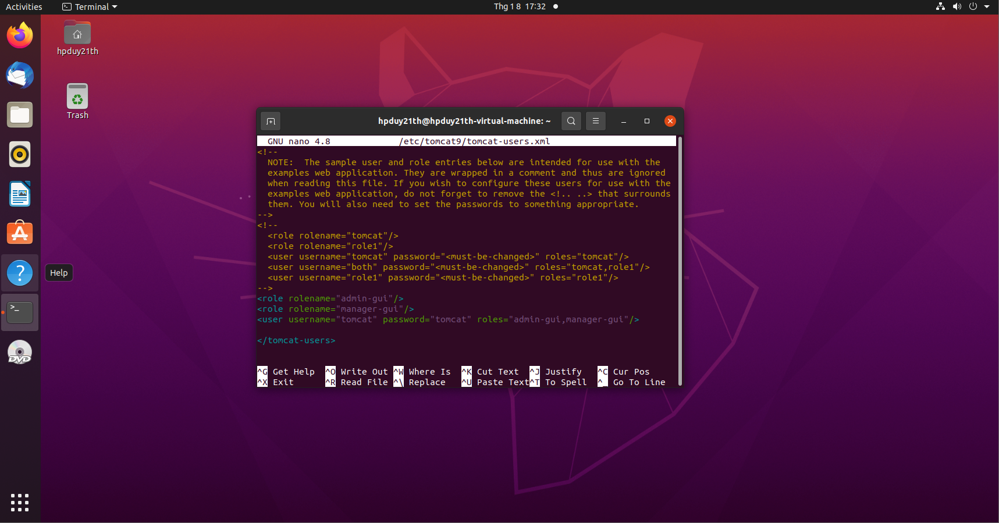 Activities
Terminal
Thg 1 8 17:32
hpduy21th
Trash
Help
DVD
hpduy21th@hpduy21th-virtual-machine: ~
GNU nano 4.8 /etc/tomcat9/tomcat-users.xml
<!--
  NOTE:  The sample user and role entries below are intended for use with the
  examples web application. They are wrapped in a comment and thus are ignored
  when reading this file. If you wish to configure these users for use with the
  examples web application, do not forget to remove the <!.. ..> that surrounds
  them. You will also need to set the passwords to something appropriate.
-->
<!--
  <role rolename="tomcat"/>
  <role rolename="role1"/>
  <user username="tomcat" password="<must-be-changed>" roles="tomcat"/>
  <user username="both" password="<must-be-changed>" roles="tomcat,role1"/>
  <user username="role1" password="<must-be-changed>" roles="role1"/>
-->
<role rolename="admin-gui"/>
<role rolename="manager-gui"/>
<user username="tomcat" password="tomcat" roles="admin-gui,manager-gui"/>
</tomcat-users>
^G Get Help ^O Write Out ^W Where Is ^K Cut Text ^J Justify ^C Cur Pos
^X Exit ^R Read File ^\ Replace ^U Paste Text ^T To Spell ^_ Go To Line